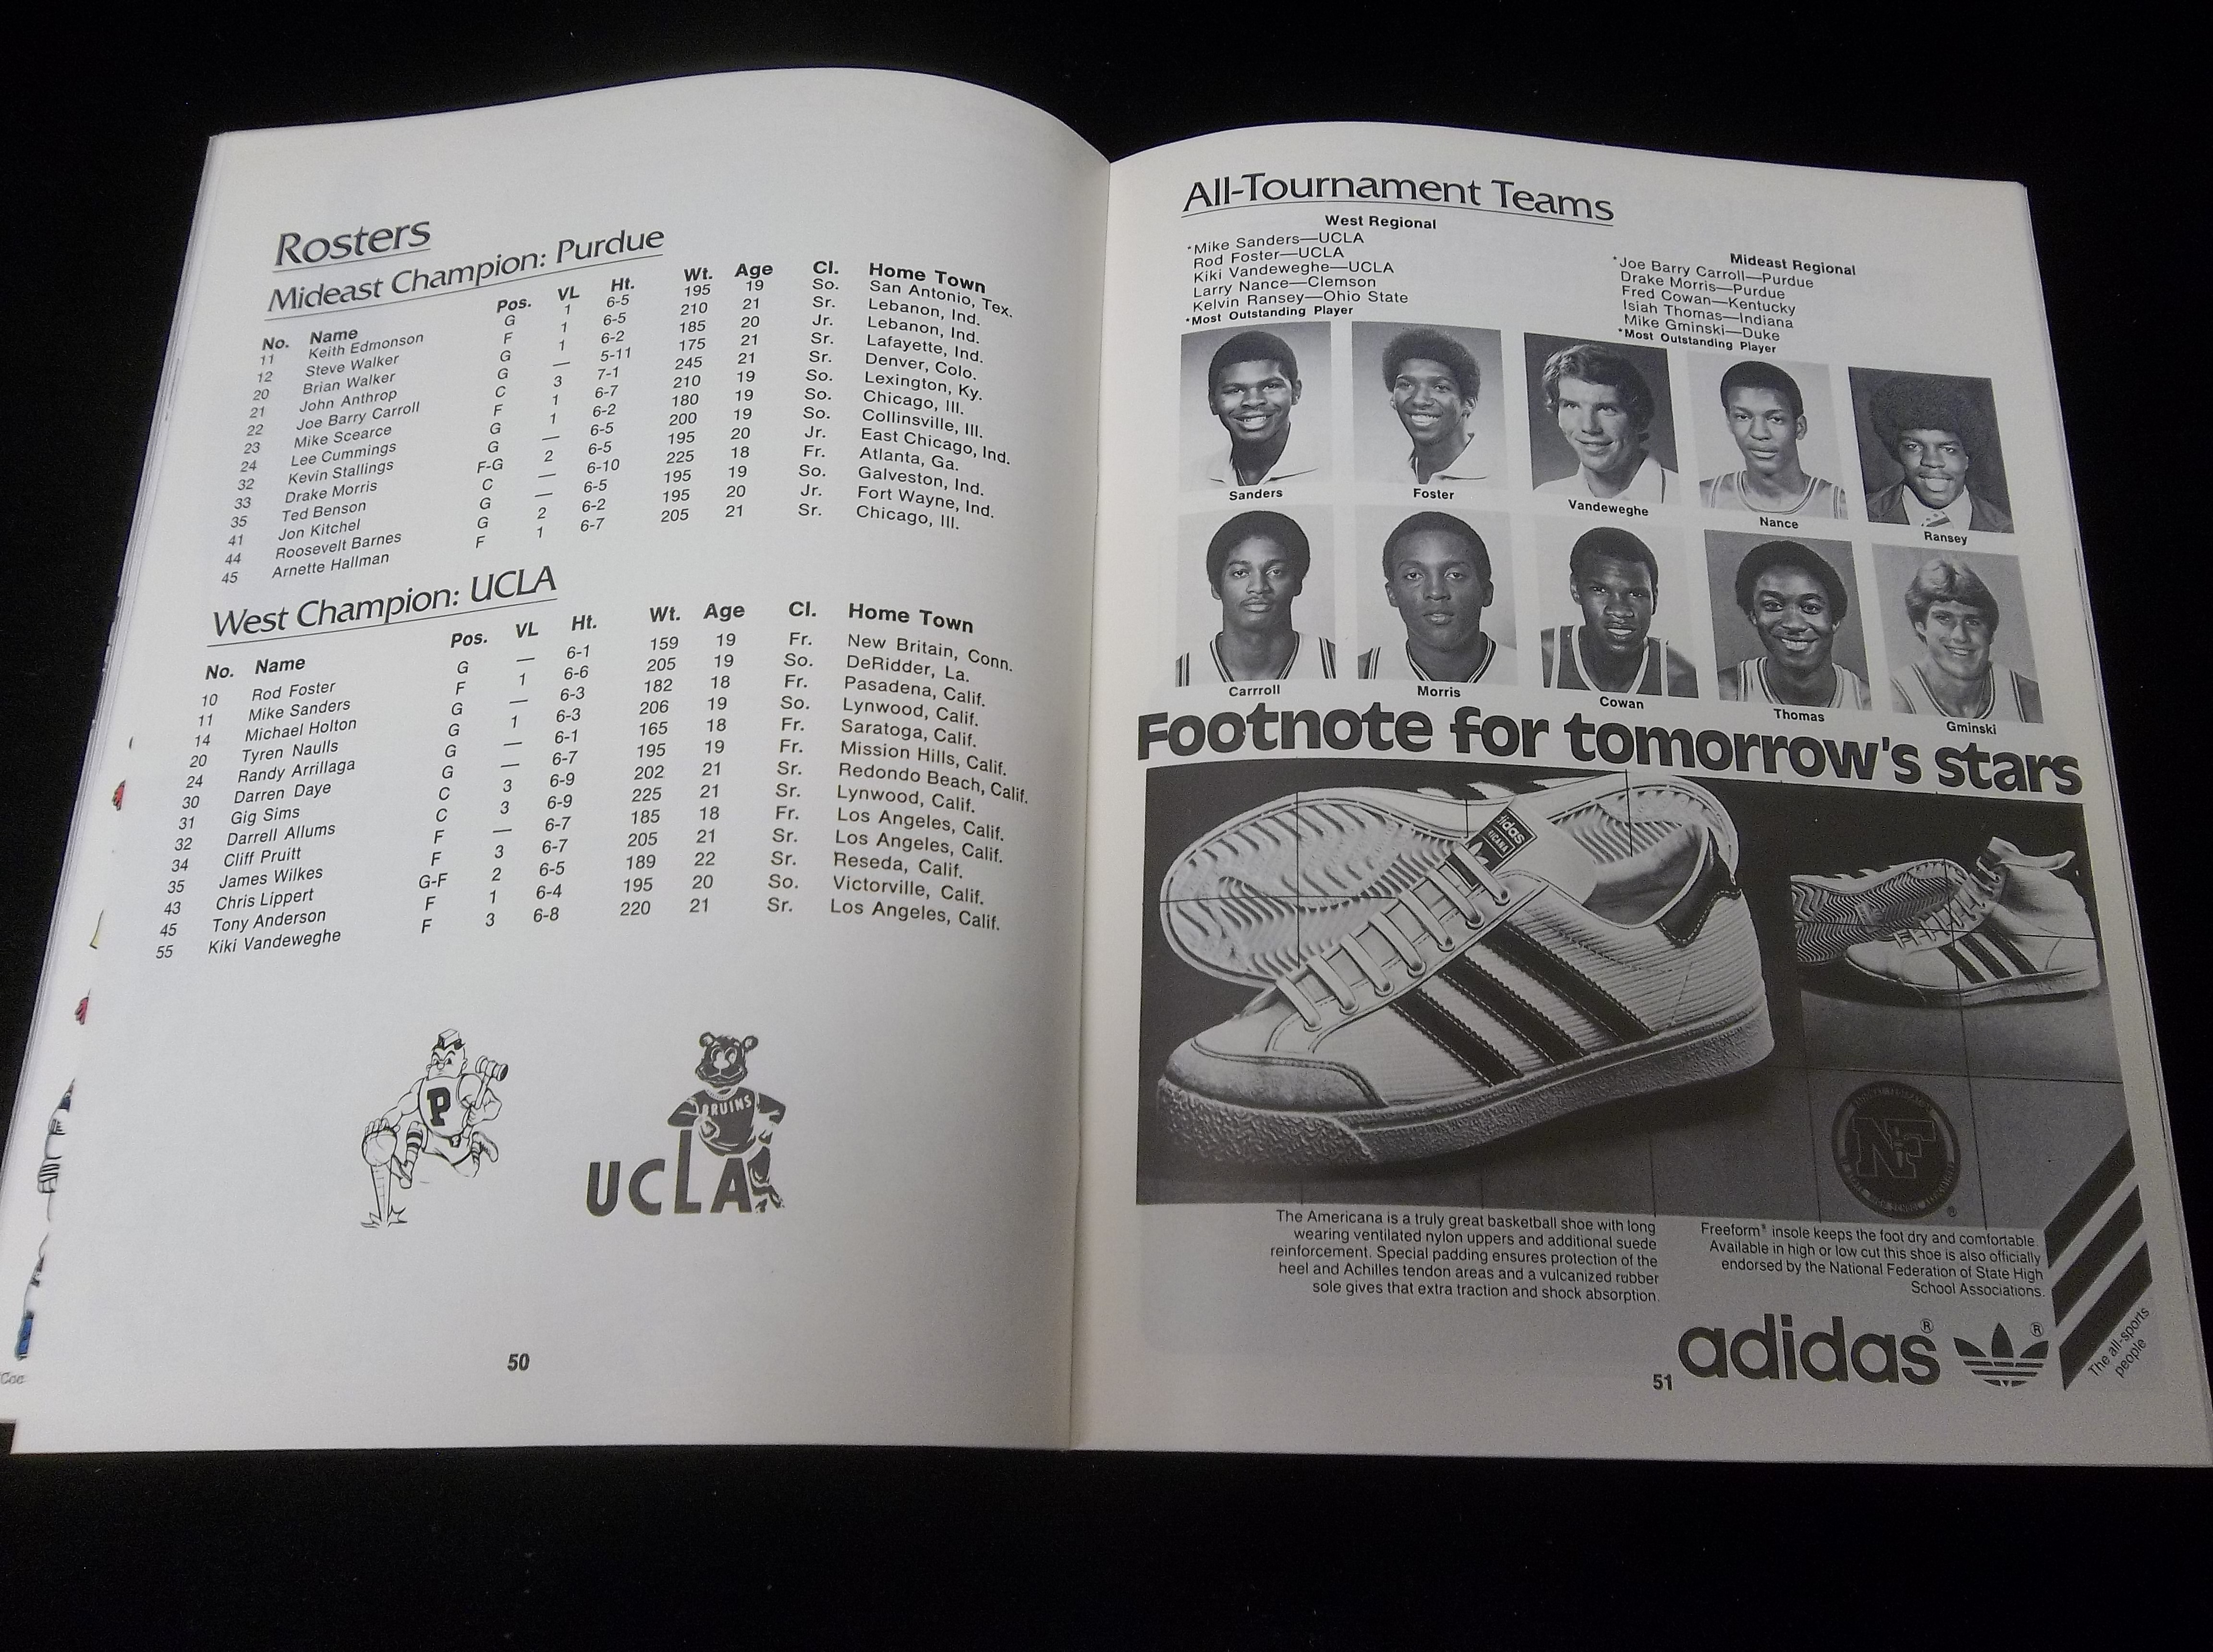 Rosters
Mideast Champion: Purdue
No. Name Pos. VL Ht. Wt. Age Cl. Home Town
11 Keith Edmonson G 1 6-5 195 19 So. San Antonio, Tex.
12 Steve Walker F 1 6-5 210 21 Sr. Lebanon, Ind.
20 Brian Walker G 1 6-2 185 20 Jr. Lebanon, Ind.
21 John Anthrop G — 5-11 175 21 Sr. Lafayette, Ind.
22 Joe Barry Carroll C 3 7-1 245 21 Sr. Denver, Colo.
23 Mike Scearce F 1 6-7 210 19 So. Lexington, Ky.
24 Lee Cummings G 1 6-2 180 19 So. Chicago, Ill.
32 Kevin Stallings G — 6-5 200 19 So. Collinsville, Ill.
33 Drake Morris F-G 2 6-5 195 20 Jr. East Chicago, Ind.
35 Ted Benson C — 6-10 225 18 Fr. Atlanta, Ga.
41 Jon Kitchel G — 6-5 195 19 So. Galveston, Ind.
44 Roosevelt Barnes G 2 6-2 195 20 Jr. Fort Wayne, Ind.
45 Arnette Hallman F 1 6-7 205 21 Sr. Chicago, Ill.
West Champion: UCLA
No. Name Pos. VL Ht. Wt. Age Cl. Home Town
10 Rod Foster G — 6-1 159 19 Fr. New Britain, Conn.
11 Mike Sanders F 1 6-6 205 19 So. DeRidder, La.
14 Michael Holton G — 6-3 182 18 Fr. Pasadena, Calif.
20 Tyren Naulls G 1 6-3 206 19 So. Lynwood, Calif.
24 Randy Arrillaga G — 6-1 165 18 Fr. Saratoga, Calif.
30 Darren Daye G — 6-7 195 19 Fr. Mission Hills, Calif.
31 Gig Sims C 3 6-9 202 21 Sr. Redondo Beach, Calif.
32 Darrell Allums C 3 6-9 225 21 Sr. Lynwood, Calif.
34 Cliff Pruitt F — 6-7 185 18 Fr. Los Angeles, Calif.
35 James Wilkes F 3 6-7 205 21 Sr. Los Angeles, Calif.
43 Chris Lippert G-F 2 6-5 189 22 Sr. Reseda, Calif.
45 Tony Anderson F 1 6-4 195 20 So. Victorville, Calif.
55 Kiki Vandeweghe F 3 6-8 220 21 Sr. Los Angeles, Calif.
P
BRUINS
UCLA
50
All-Tournament Teams
West Regional
*Mike Sanders—UCLA
Rod Foster—UCLA
Kiki Vandeweghe—UCLA
Larry Nance—Clemson
Kelvin Ransey—Ohio State
*Most Outstanding Player
Mideast Regional
*Joe Barry Carroll—Purdue
Drake Morris—Purdue
Fred Cowan—Kentucky
Isiah Thomas—Indiana
Mike Gminski—Duke
*Most Outstanding Player
Sanders Foster Vandeweghe Nance Ransey
Carrroll Morris Cowan Thomas Gminski
Footnote for tomorrow's stars
adidas
NF
The Americana is a truly great basketball shoe with long
wearing ventilated nylon uppers and additional suede
reinforcement. Special padding ensures protection of the
heel and Achilles tendon areas and a vulcanized rubber
sole gives that extra traction and shock absorption.
Freeform® insole keeps the foot dry and comfortable.
Available in high or low cut this shoe is also officially
endorsed by the National Federation of State High
School Associations.
adidas®
®
The all-sports
people
51